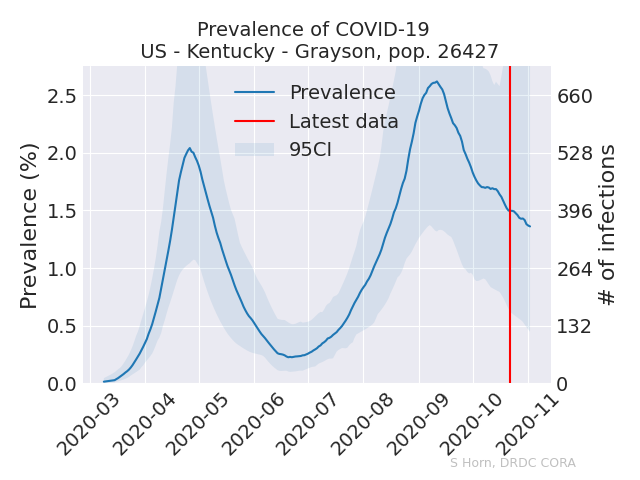 Prevalence of COVID-19
US - Kentucky - Grayson, pop. 26427
Prevalence
Latest data
95CI
Prevalence (%)
2.5
2.0
1.5
1.0
0.5
0.0
# of infections
660
528
396
264
132
0
2020-03
2020-04
2020-05
2020-06
2020-07
2020-08
2020-09
2020-10
2020-11
S Horn, DRDC CORA